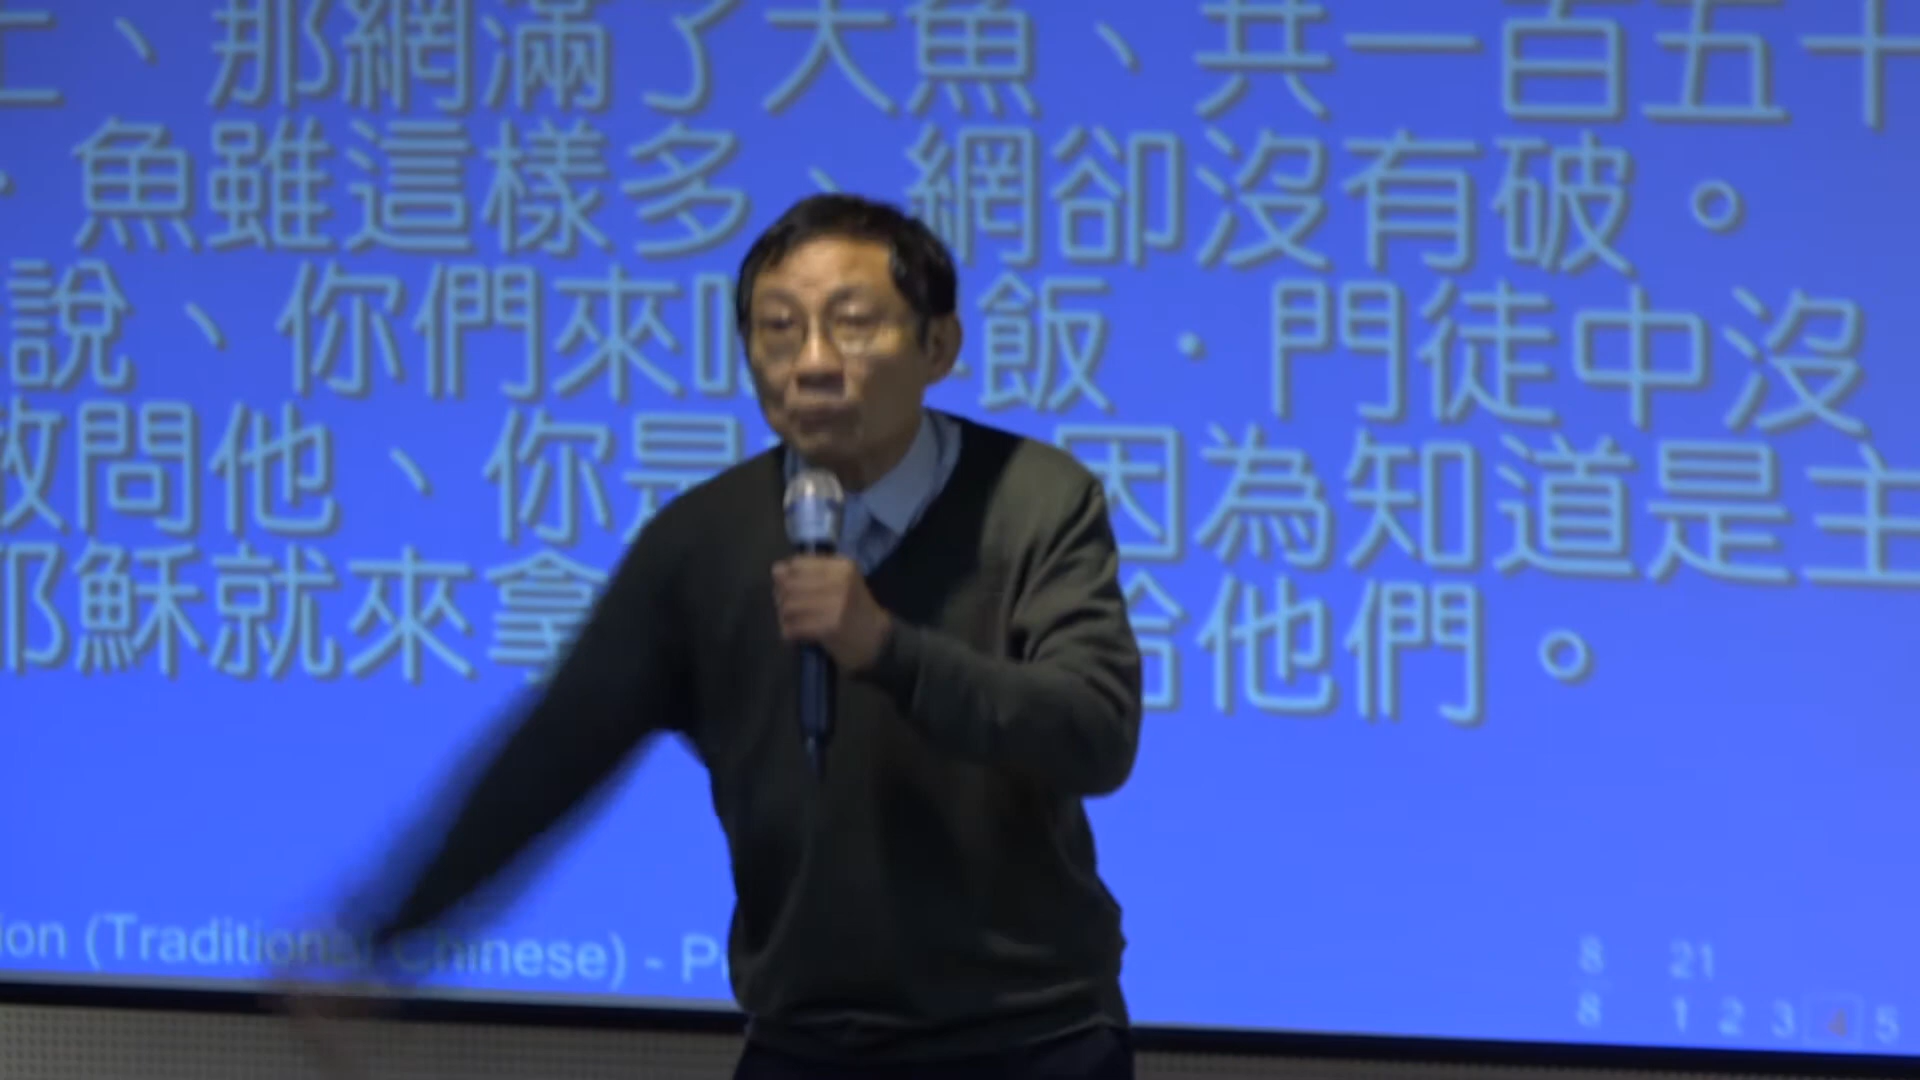 上、那網滿了大魚、共一百五十
．魚雖這樣多、網卻沒有破。
說、你們來 飯．門徒中沒
敢問他、你是 因為知道是主
耶穌就來拿 給他們。
ion (Traditional Chinese) - P
8 21
8 1 2 3 4 5